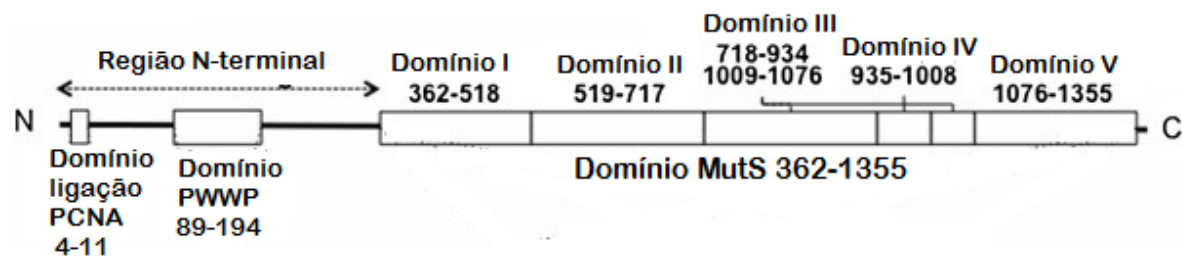 Região N-terminal
Domínio I
362-518
Domínio II
519-717
Domínio III
718-934
1009-1076
Domínio IV
935-1008
Domínio V
1076-1355
N
C
Domínio
ligação
PCNA
4-11
Domínio
PWWP
89-194
Domínio MutS 362-1355